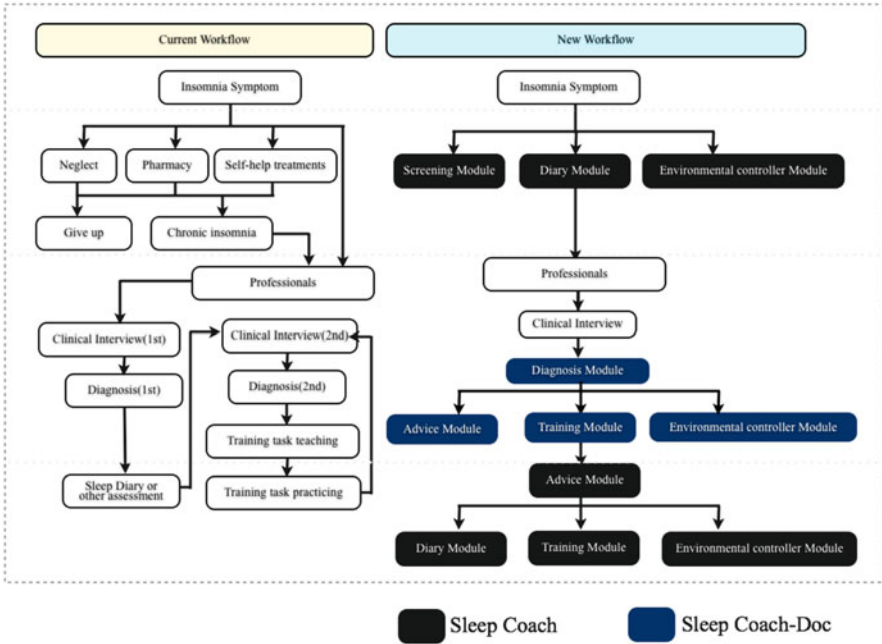 Current Workflow
New Workflow
Insomnia Symptom
Insomnia Symptom
Neglect
Pharmacy
Self-help treatments
Screening Module
Diary Module
Environmental controller Module
Give up
Chronic insomnia
Professionals
Professionals
Clinical Interview(1st)
Clinical Interview(2nd)
Clinical Interview
Diagnosis(1st)
Diagnosis(2nd)
Diagnosis Module
Training task teaching
Advice Module
Training Module
Environmental controller Module
Sleep Diary or
other assessment
Training task practicing
Advice Module
Diary Module
Training Module
Environmental controller Module
Sleep Coach
Sleep Coach-Doc